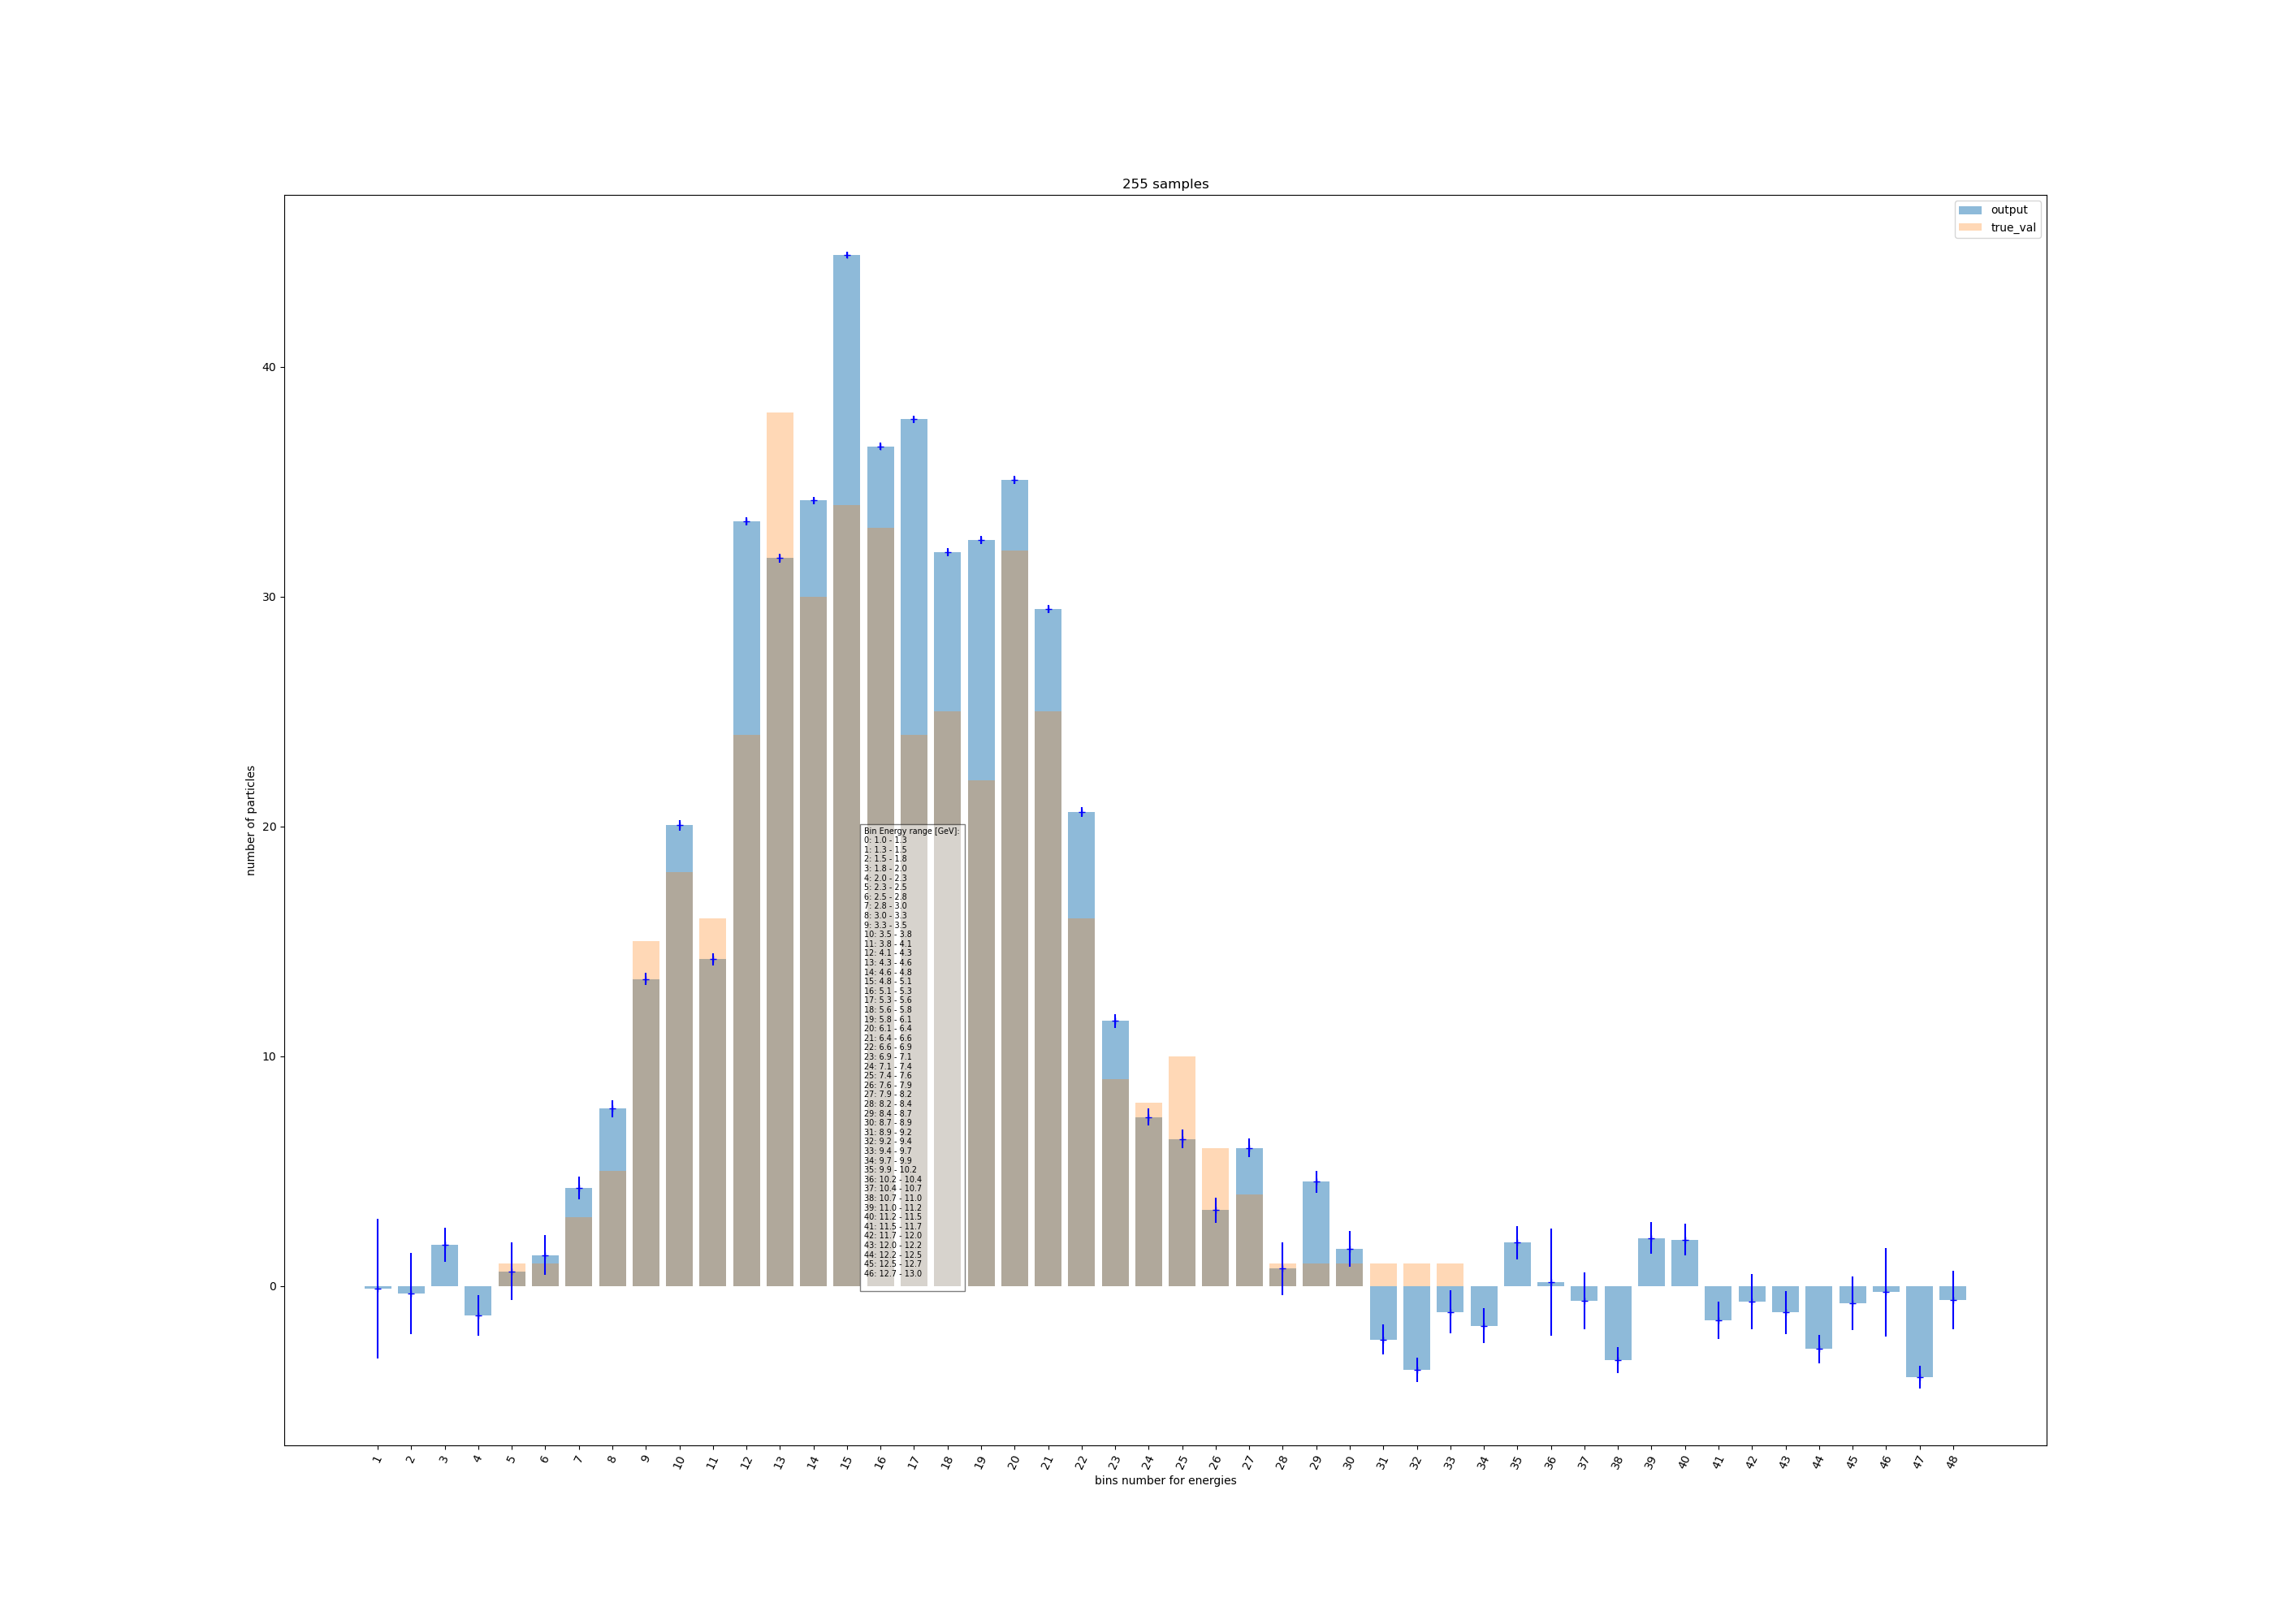 255 samples
output
true_val
40
30
20
10
0
number of particles
Bin Energy range [GeV]:
0: 1.0 - 1.3
1: 1.3 - 1.5
2: 1.5 - 1.8
3: 1.8 - 2.0
4: 2.0 - 2.3
5: 2.3 - 2.5
6: 2.5 - 2.8
7: 2.8 - 3.0
8: 3.0 - 3.3
9: 3.3 - 3.5
10: 3.5 - 3.8
11: 3.8 - 4.1
12: 4.1 - 4.3
13: 4.3 - 4.6
14: 4.6 - 4.8
15: 4.8 - 5.1
16: 5.1 - 5.3
17: 5.3 - 5.6
18: 5.6 - 5.8
19: 5.8 - 6.1
20: 6.1 - 6.4
21: 6.4 - 6.6
22: 6.6 - 6.9
23: 6.9 - 7.1
24: 7.1 - 7.4
25: 7.4 - 7.6
26: 7.6 - 7.9
27: 7.9 - 8.2
28: 8.2 - 8.4
29: 8.4 - 8.7
30: 8.7 - 8.9
31: 8.9 - 9.2
32: 9.2 - 9.4
33: 9.4 - 9.7
34: 9.7 - 9.9
35: 9.9 - 10.2
36: 10.2 - 10.4
37: 10.4 - 10.7
38: 10.7 - 11.0
39: 11.0 - 11.2
40: 11.2 - 11.5
41: 11.5 - 11.7
42: 11.7 - 12.0
43: 12.0 - 12.2
44: 12.2 - 12.5
45: 12.5 - 12.7
46: 12.7 - 13.0
1 2 3 4 5 6 7 8 9 10 11 12 13 14 15 16 17 18 19 20 21 22 23 24 25 26 27 28 29 30 31 32 33 34 35 36 37 38 39 40 41 42 43 44 45 46 47 48
bins number for energies